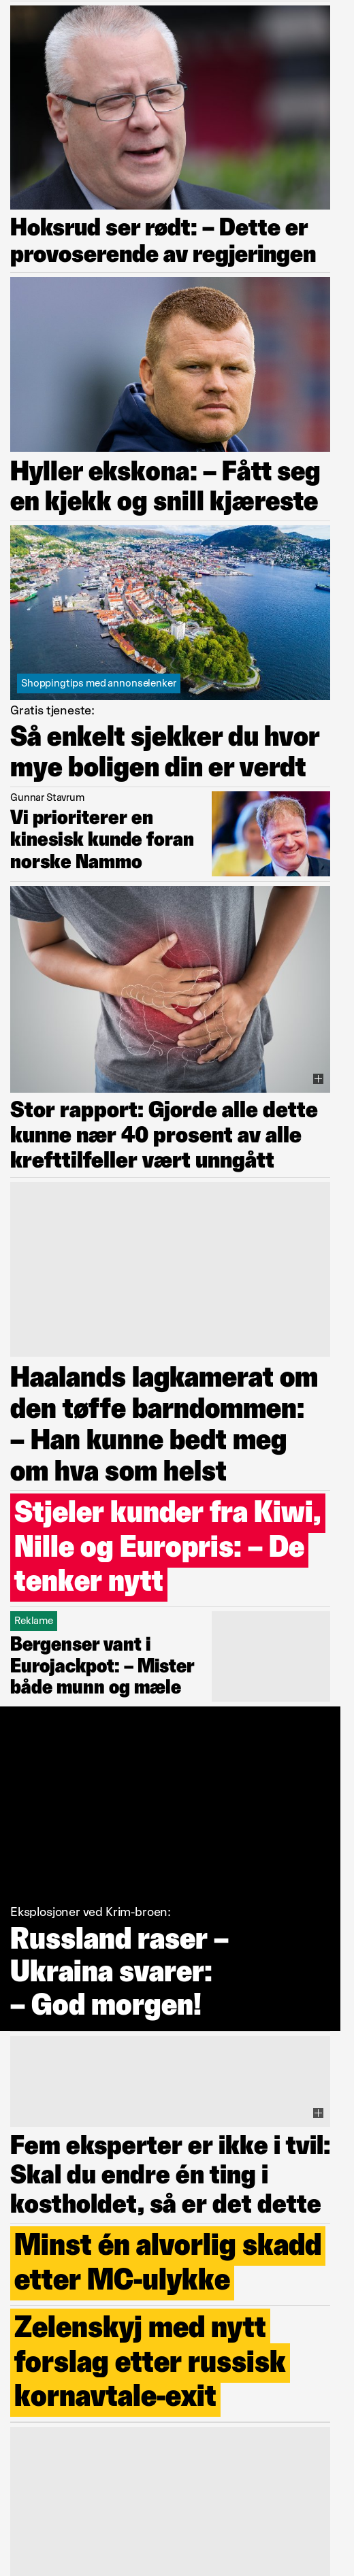 Hoksrud ser rødt: – Dette er
provoserende av regjeringen
Hyller ekskona: – Fått seg
en kjekk og snill kjæreste
Shoppingtips med annonselenker
Gratis tjeneste:
Så enkelt sjekker du hvor
mye boligen din er verdt
Gunnar Stavrum
Vi prioriterer en
kinesisk kunde foran
norske Nammo
Stor rapport: Gjorde alle dette
kunne nær 40 prosent av alle
krefttilfeller vært unngått
Haalands lagkamerat om
den tøffe barndommen:
– Han kunne bedt meg
om hva som helst
Stjeler kunder fra Kiwi,
Nille og Europris: – De
tenker nytt
Reklame
Bergenser vant i
Eurojackpot: – Mister
både munn og mæle
Eksplosjoner ved Krim-broen:
Russland raser –
Ukraina svarer:
– God morgen!
Fem eksperter er ikke i tvil:
Skal du endre én ting i
kostholdet, så er det dette
Minst én alvorlig skadd
etter MC-ulykke
Zelenskyj med nytt
forslag etter russisk
kornavtale-exit